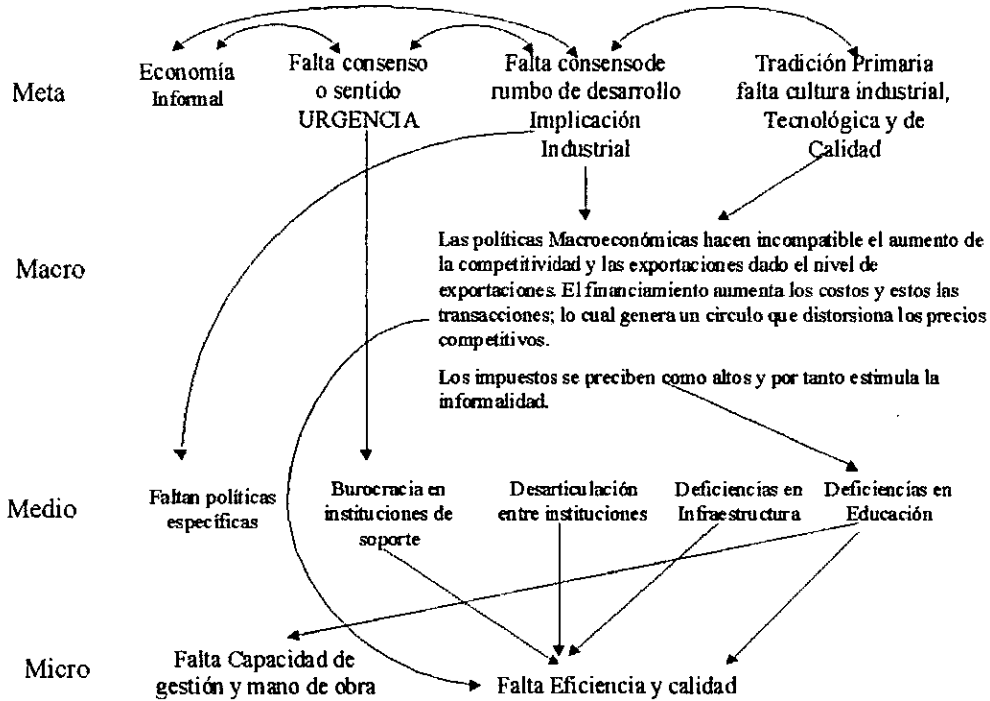 Meta
Economía
Informal
Falta consenso
o sentido
URGENCIA
Falta consensode
rumbo de desarrollo
Implicación
Industrial
Tradición Primaria
falta cultura industrial,
Tecnológica y de
Calidad
Macro
Las políticas Macroeconómicas hacen incompatible el aumento de
la competitividad y las exportaciones dado el nivel de
exportaciones. El financiamiento aumenta los costos y estos las
transacciones; lo cual genera un circulo que distorsiona los precios
competitivos.
Los impuestos se preciben como altos y por tanto estimula la
informalidad.
Medio
Faltan políticas
específicas
Burocracia en
instituciones de
soporte
Desarticulación
entre instituciones
Deficiencias en
Infraestructura
Deficiencias en
Educación
Micro
Falta Capacidad de
gestión y mano de obra
Falta Eficiencia y calidad